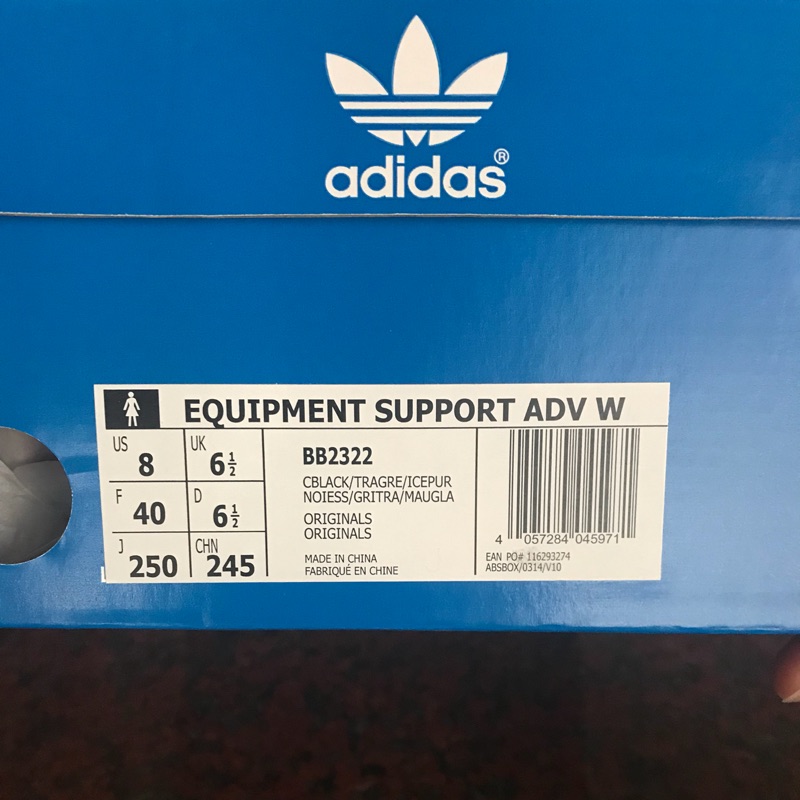 adidas®
EQUIPMENT SUPPORT ADV W
US 8 UK 6½
F 40 D 6½
J 250 CHN 245
BB2322
CBLACK/TRAGRE/ICEPUR
NOIESS/GRITRA/MAUGLA
ORIGINALS
ORIGINALS
MADE IN CHINA
FABRIQUÉ EN CHINE
4 057284 045971
EAN PO# 116293274
ABSBOX/0314/V10